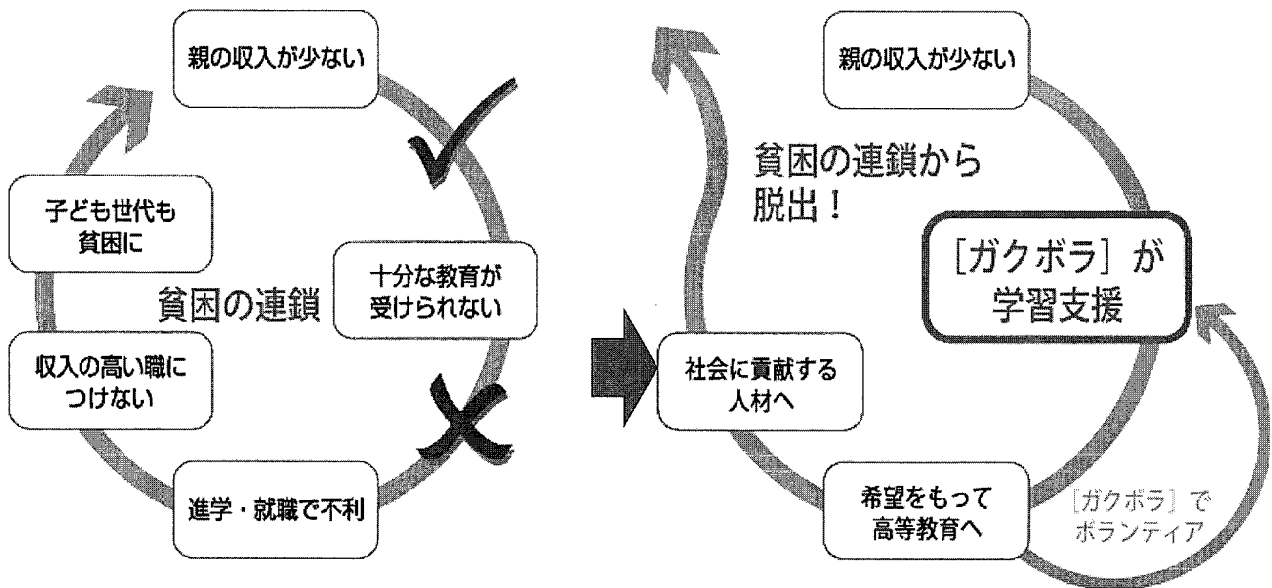 親の収入が少ない
十分な教育が
受けられない
進学・就職で不利
収入の高い職に
つけない
子ども世代も
貧困に
貧困の連鎖
親の収入が少ない
[ガクボラ] が
学習支援
希望をもって
高等教育へ
社会に貢献する
人材へ
貧困の連鎖から
脱出！
[ガクボラ] で
ボランティア